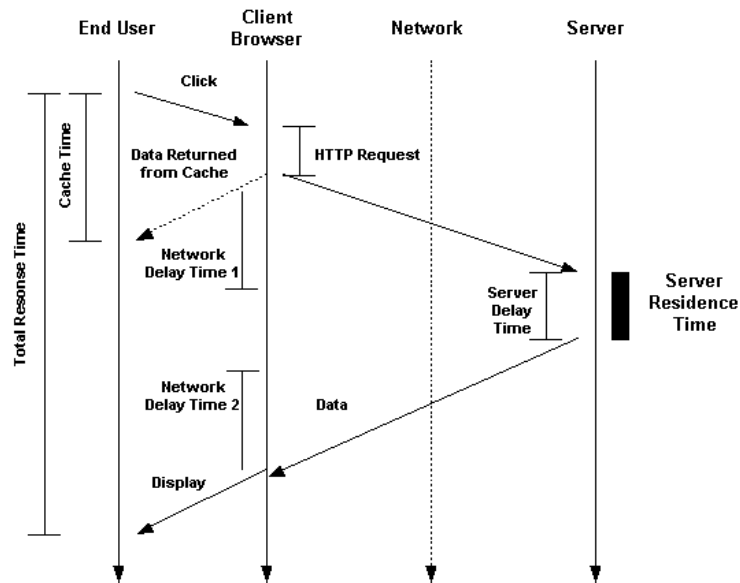 End User
Client
Browser
Network
Server
Click
Cache Time
Data Returned
from Cache
HTTP Request
Total Resonse Time
Network
Delay Time 1
Server
Delay
Time
Server
Residence
Time
Network
Delay Time 2
Data
Display